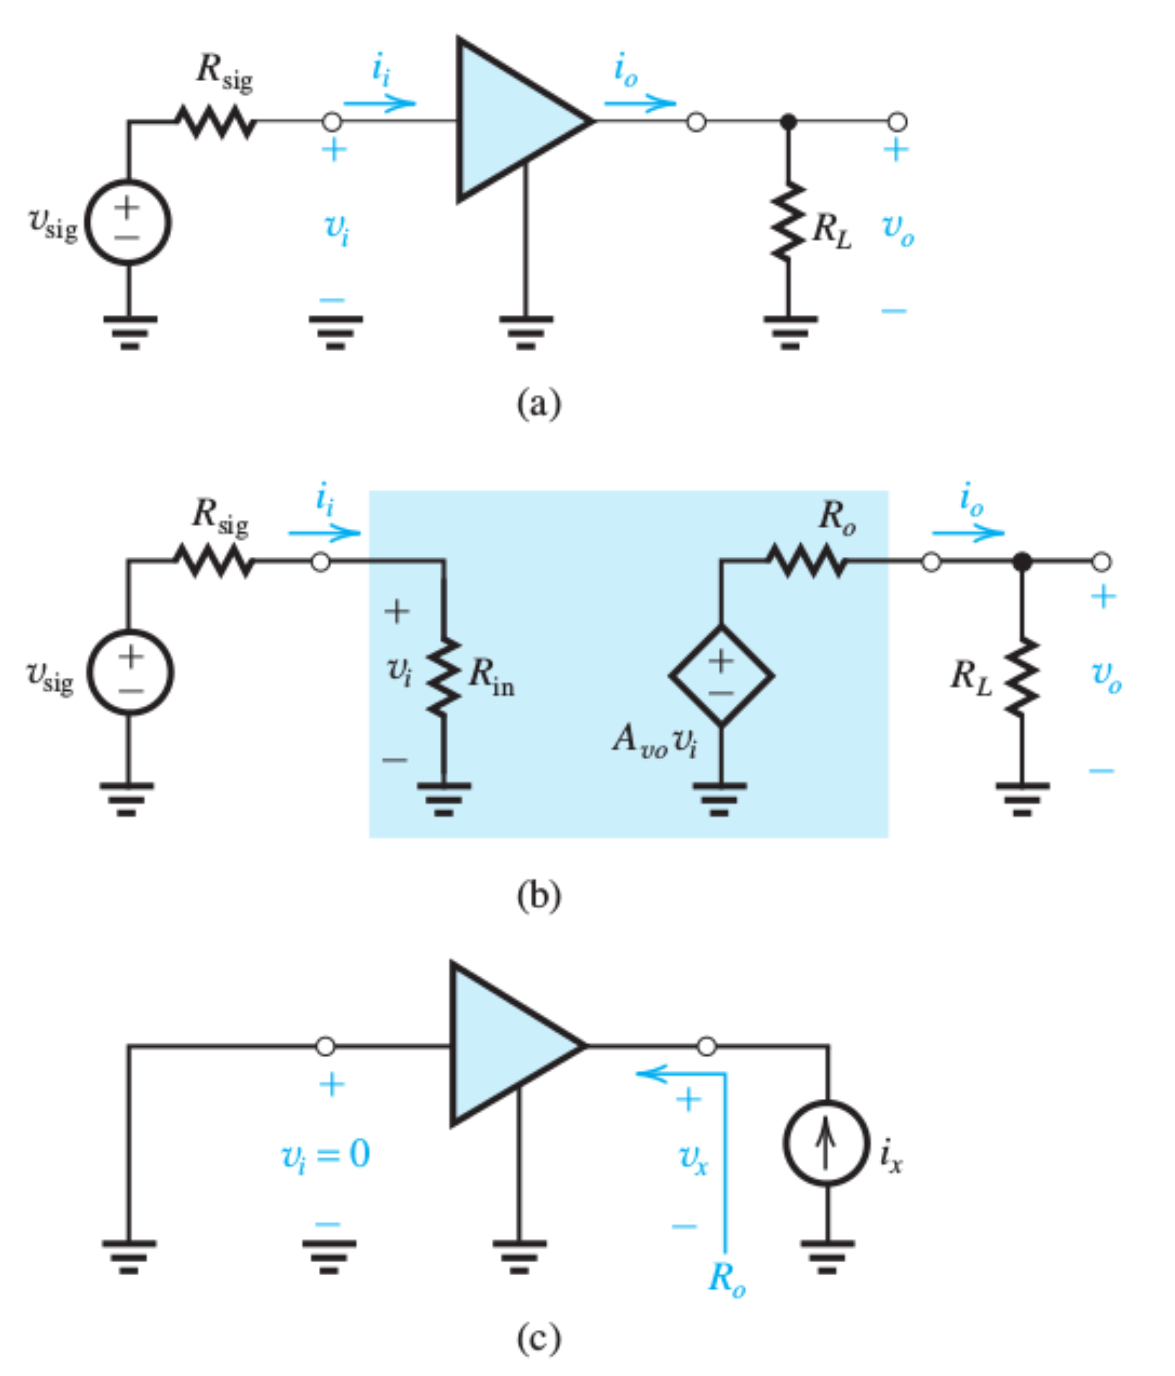 R_sig i_i i_o
+ +
v_sig + − v_i R_L v_o
− −
(a)
R_sig i_i R_o i_o
+ +
v_sig + − v_i R_in + − R_L v_o
− A_vo v_i −
(b)
+ +
v_i = 0 v_x i_x
− −
R_o
(c)